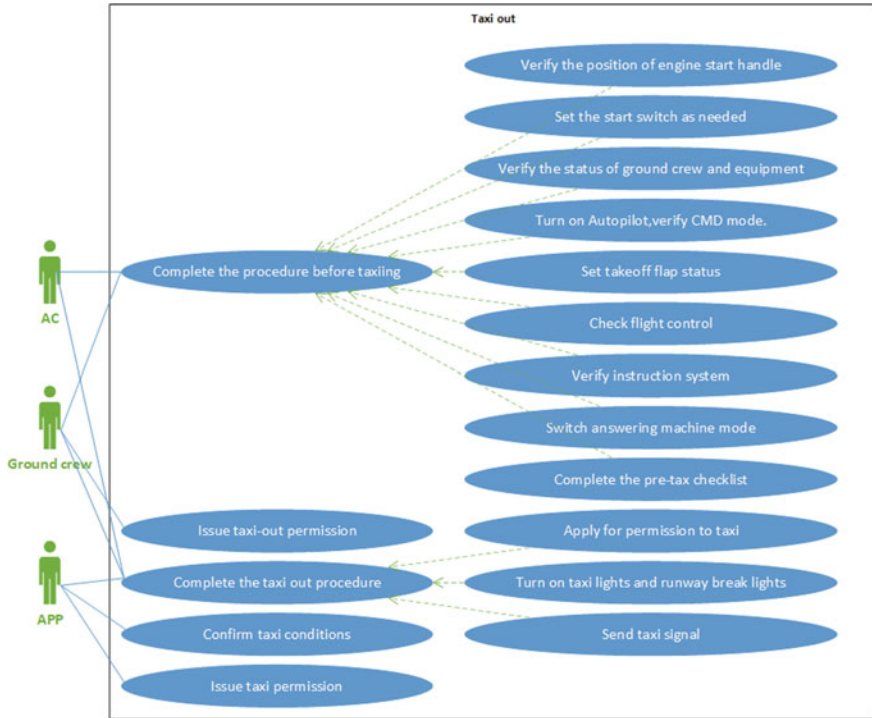 Taxi out
Verify the position of engine start handle
Set the start switch as needed
Verify the status of ground crew and equipment
Turn on Autopilot,verify CMD mode.
Complete the procedure before taxiing
Set takeoff flap status
AC
Check flight control
Verify instruction system
Switch answering machine mode
Ground crew
Complete the pre-tax checklist
Issue taxi-out permission
Apply for permission to taxi
Complete the taxi out procedure
Turn on taxi lights and runway break lights
APP
Confirm taxi conditions
Send taxi signal
Issue taxi permission